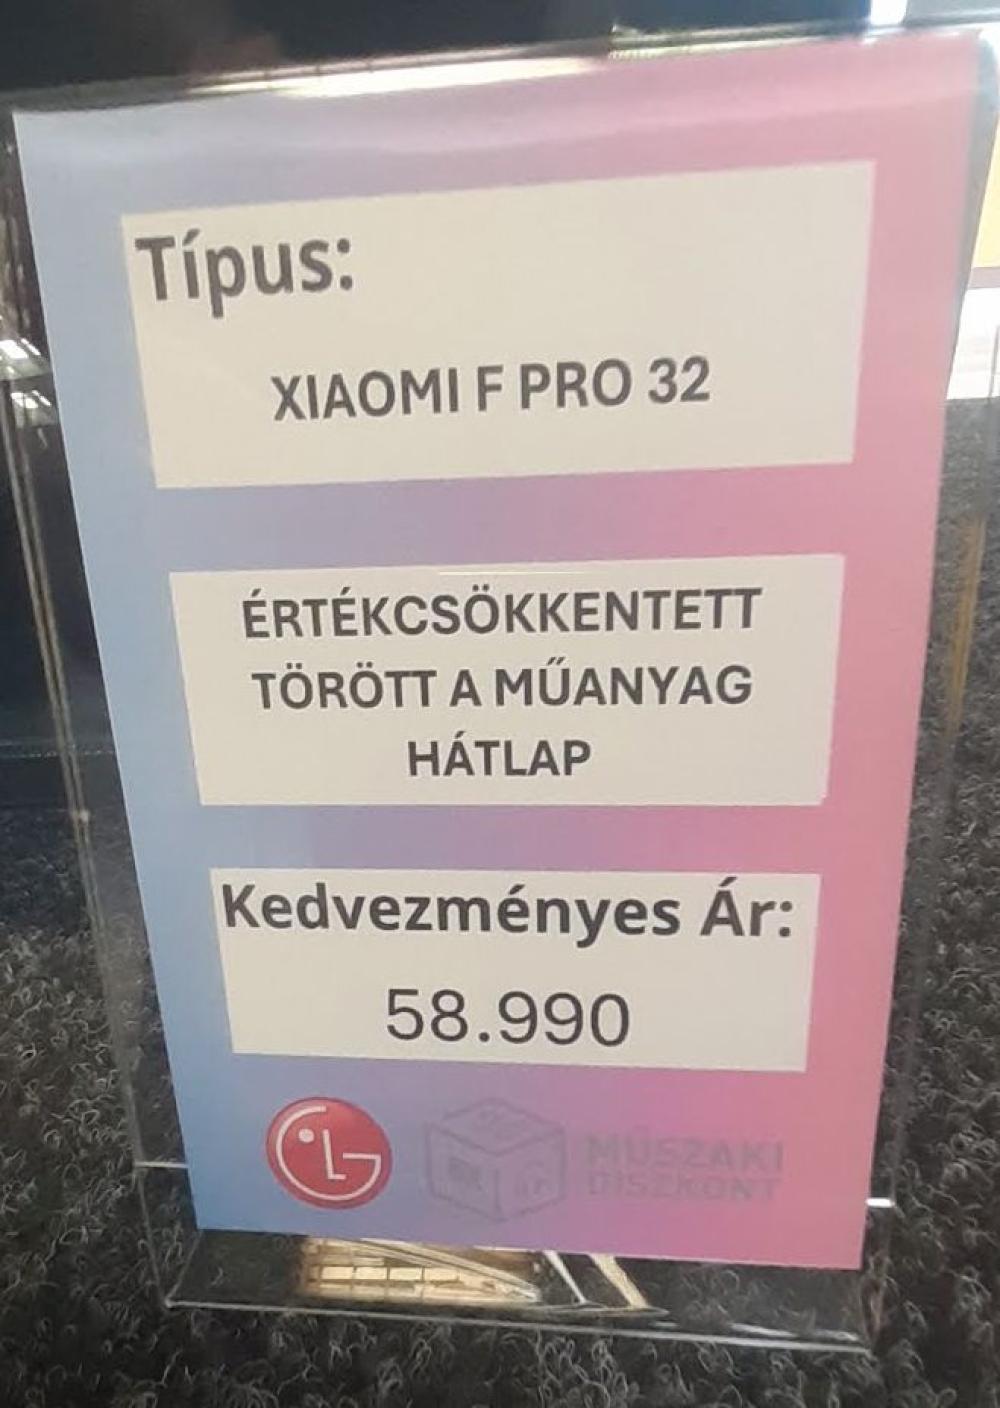 Típus:
XIAOMI F PRO 32
ÉRTÉKCSÖKKENTETT
TÖRÖTT A MŰANYAG
HÁTLAP
Kedvezményes Ár:
58.990
LG
MŰSZAKI
DISZKONT